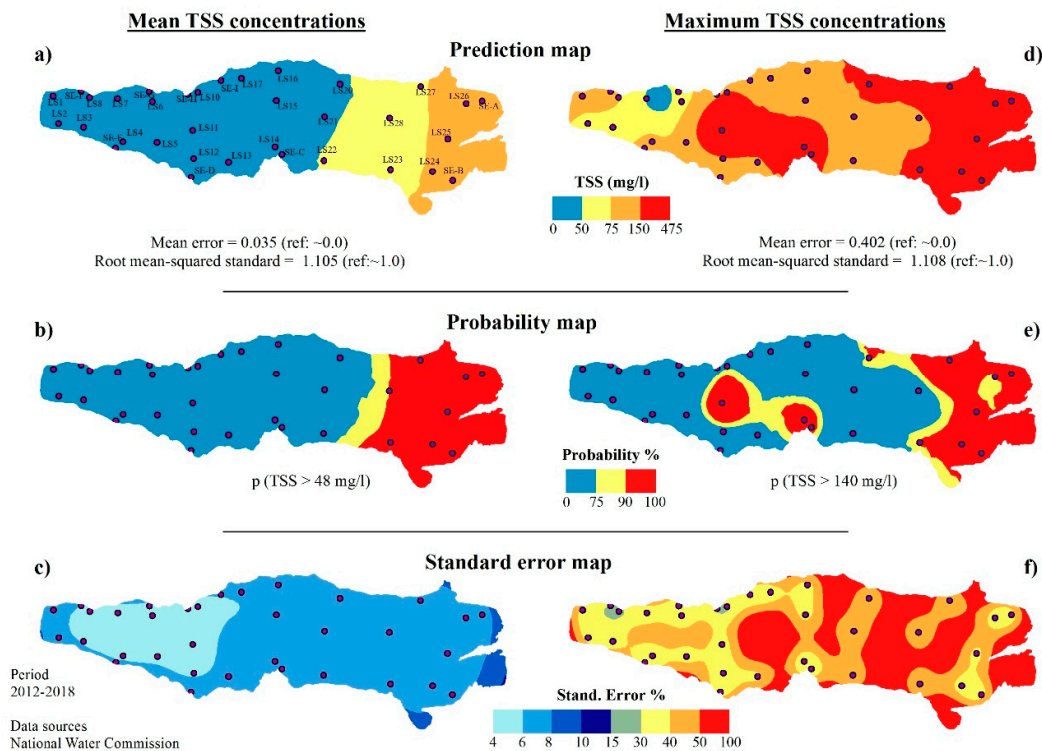 Mean TSS concentrations
Maximum TSS concentrations
Prediction map
a)
d)
LS16
LS17
SE-I
LS20
LS27
LS1
LS8
LS7
LS6
SE-H
LS10
LS15
LS26
SE-A
LS2
LS3
LS21
LS28
LS4
LS11
LS25
SE-E
LS5
LS14
SE-C
LS12
LS13
LS22
LS23
LS24
SE-D
SE-B
TSS (mg/l)
0 50 75 150 475
Mean error = 0.035 (ref: ~0.0)
Root mean-squared standard = 1.105 (ref:~1.0)
Mean error = 0.402 (ref: ~0.0)
Root mean-squared standard = 1.108 (ref:~1.0)
Probability map
b)
e)
Probability %
0 75 90 100
p (TSS > 48 mg/l)
p (TSS > 140 mg/l)
Standard error map
c)
f)
Period
2012-2018
Data sources
National Water Commission
Stand. Error %
4 6 8 10 15 30 40 50 100